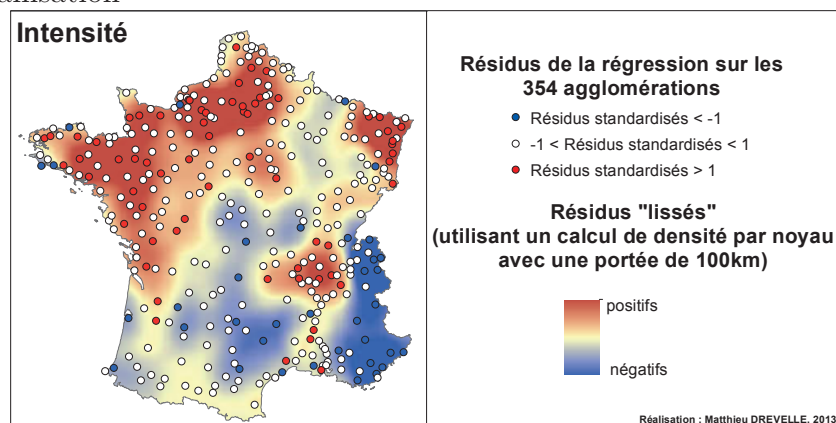 Intensité
Résidus de la régression sur les
354 agglomérations
Résidus standardisés < -1
-1 < Résidus standardisés < 1
Résidus standardisés > 1
Résidus "lissés"
(utilisant un calcul de densité par noyau
avec une portée de 100km)
positifs
négatifs
Réalisation : Matthieu DREVELLE, 2013